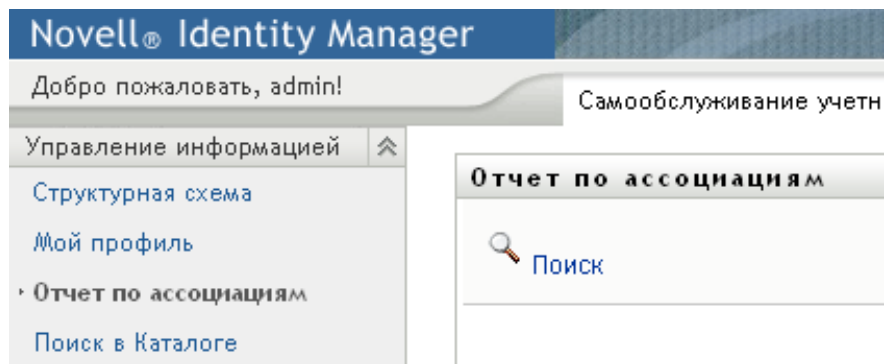 Novell® Identity Manager
Добро пожаловать, admin!
Самообслуживание учетн
Управление информацией
Структурная схема
Мой профиль
Отчет по ассоциациям
Поиск в Каталоге
Отчет по ассоциациям
Поиск